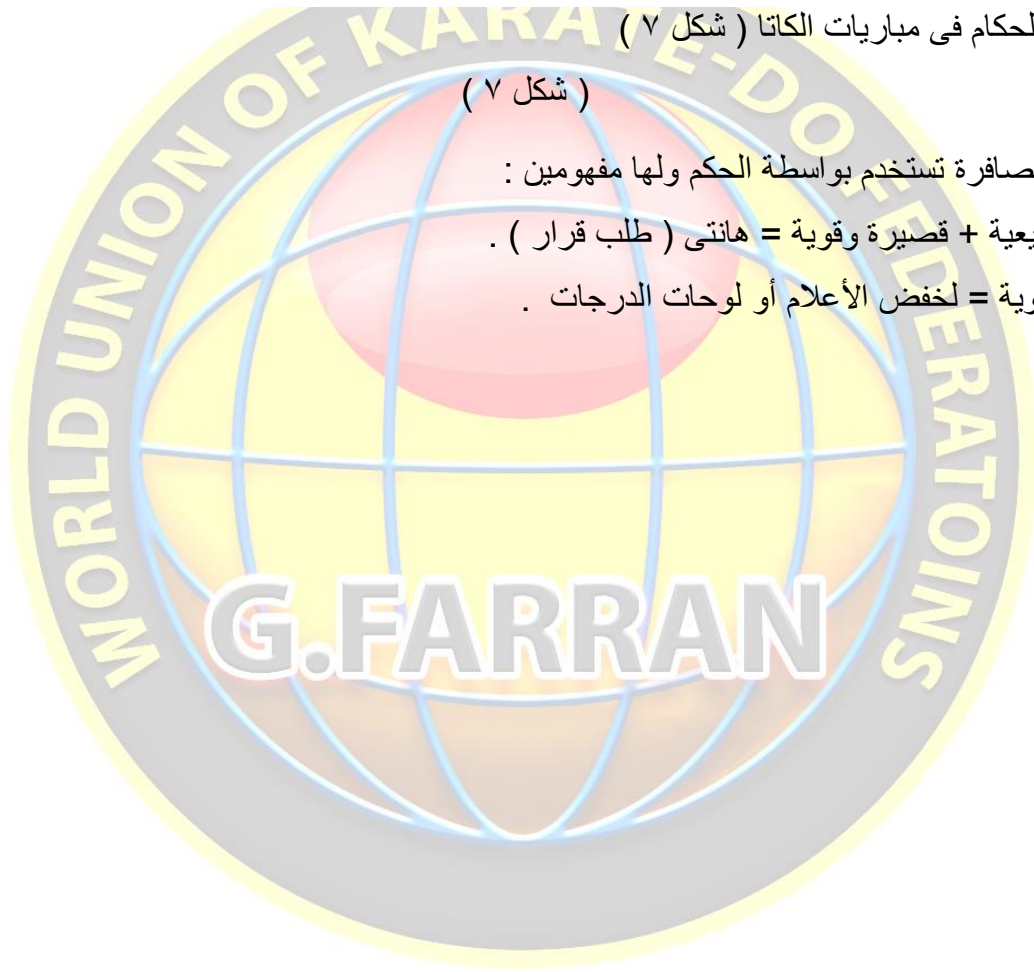 لحكام فى مباريات الكاتا ( شكل ٧ )
( شكل ٧ )
صافرة تستخدم بواسطة الحكم ولها مفهومين :
يعية + قصيرة وقوية = هانتى ( طلب قرار ) .
وية = لخفض الأعلام أو لوحات الدرجات .
WORLD UNION OF KARATE-DO FEDERATOINS
G.FARRAN